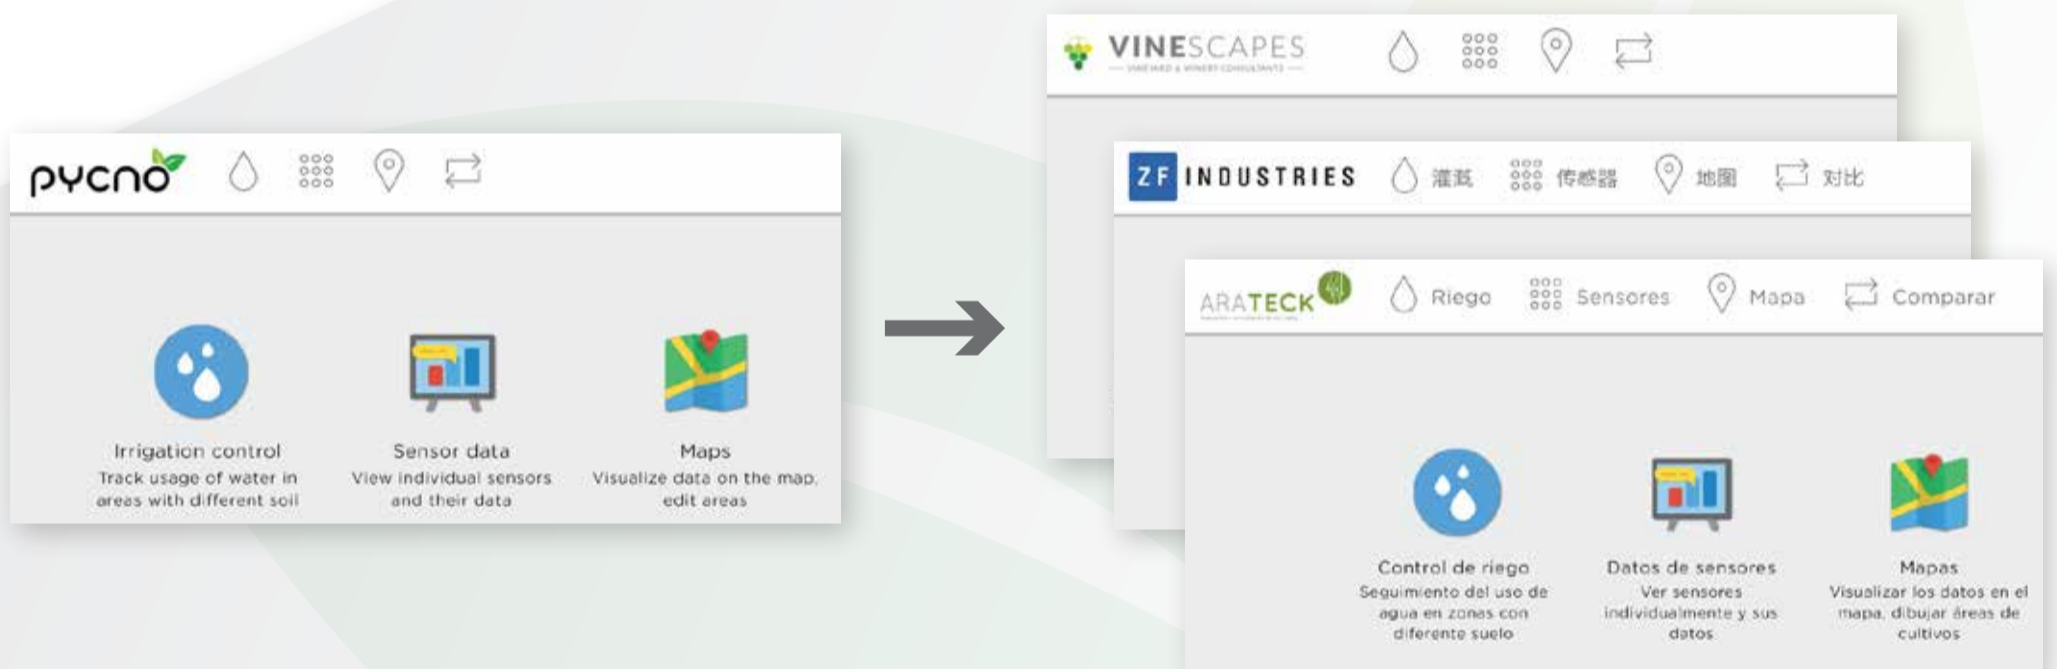 pycno
Irrigation control
Track usage of water in
areas with different soil
Sensor data
View individual sensors
and their data
Maps
Visualize data on the map,
edit areas
VINESCAPES
VINEYARD & WINERY CONSULTANTS
ZF INDUSTRIES 灌溉 传感器 地图 对比
ARATECK Riego Sensores Mapa Comparar
Control de riego
Seguimiento del uso de
agua en zonas con
diferente suelo
Datos de sensores
Ver sensores
individualmente y sus
datos
Mapas
Visualizar los datos en el
mapa, dibujar áreas de
cultivos